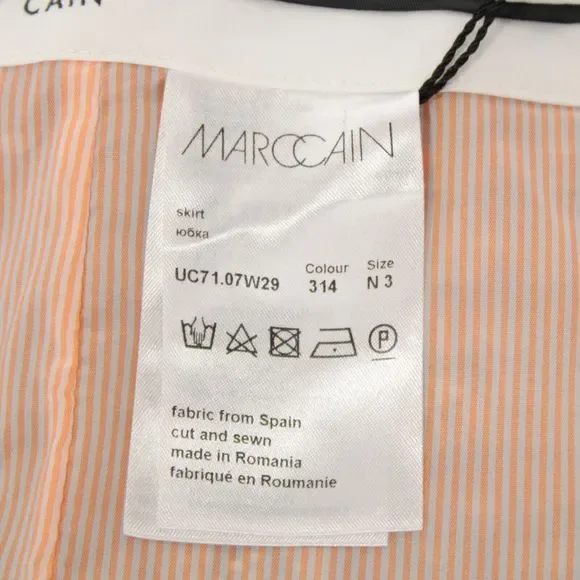 CAIN
MARCCAIN
skirt
юбка
Colour Size
UC71.07W29 314 N 3
P
fabric from Spain
cut and sewn
made in Romania
fabriqué en Roumanie